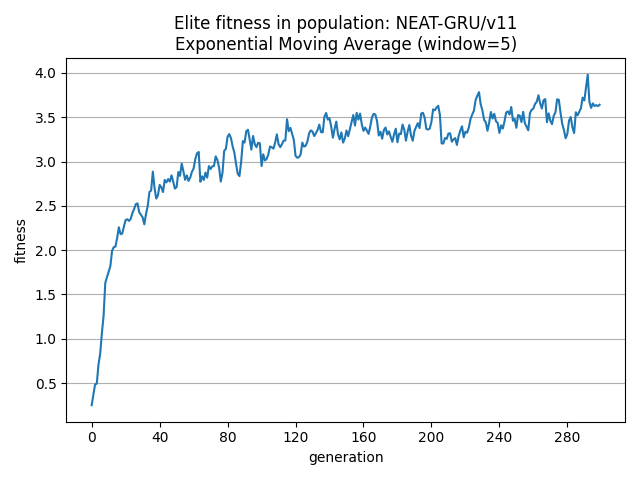 Elite fitness in population: NEAT-GRU/v11
Exponential Moving Average (window=5)
fitness
4.0
3.5
3.0
2.5
2.0
1.5
1.0
0.5
0 40 80 120 160 200 240 280
generation